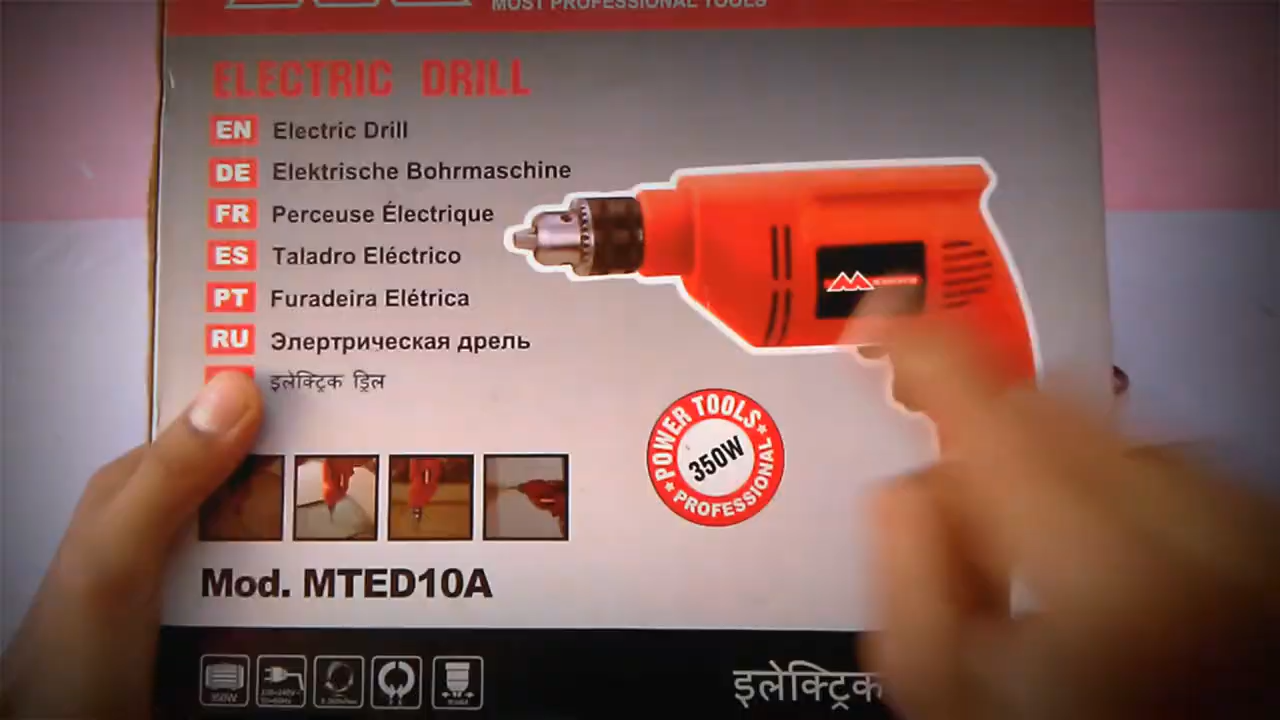 MOST PROFESSIONAL TOOLS
ELECTRIC DRILL
EN Electric Drill
DE Elektrische Bohrmaschine
FR Perceuse Électrique
ES Taladro Eléctrico
PT Furadeira Elétrica
RU Элертрическая дрель
इलेक्ट्रिक ड्रिल
POWER TOOLS
350W
PROFESSIONAL
Mod. MTED10A
350W
इलेक्ट्रिक